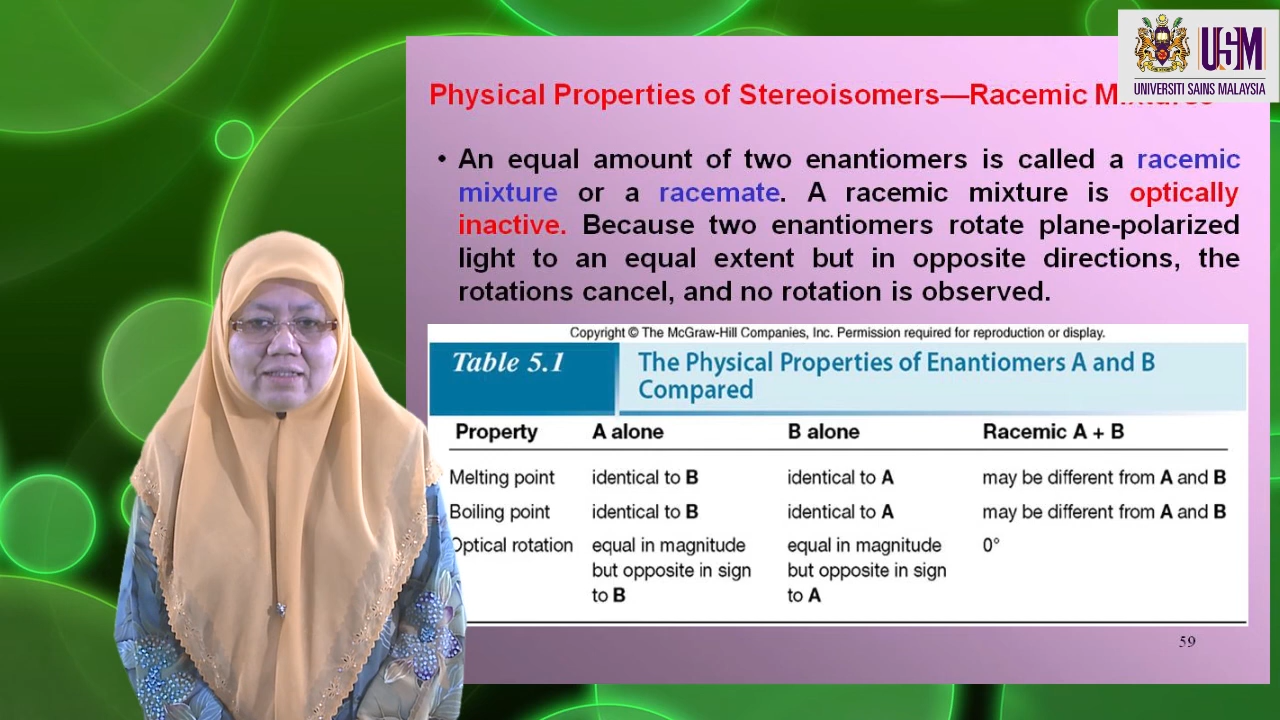 USM
UNIVERSITI SAINS MALAYSIA
Physical Properties of Stereoisomers—Racemic
• An equal amount of two enantiomers is called a racemic
mixture or a racemate. A racemic mixture is optically
inactive. Because two enantiomers rotate plane-polarized
light to an equal extent but in opposite directions, the
rotations cancel, and no rotation is observed.
Copyright © The McGraw-Hill Companies, Inc. Permission required for reproduction or display.
Table 5.1 The Physical Properties of Enantiomers A and B
Compared
Property A alone B alone Racemic A + B
Melting point identical to B identical to A may be different from A and B
Boiling point identical to B identical to A may be different from A and B
Optical rotation equal in magnitude equal in magnitude 0°
but opposite in sign but opposite in sign
to B to A
59